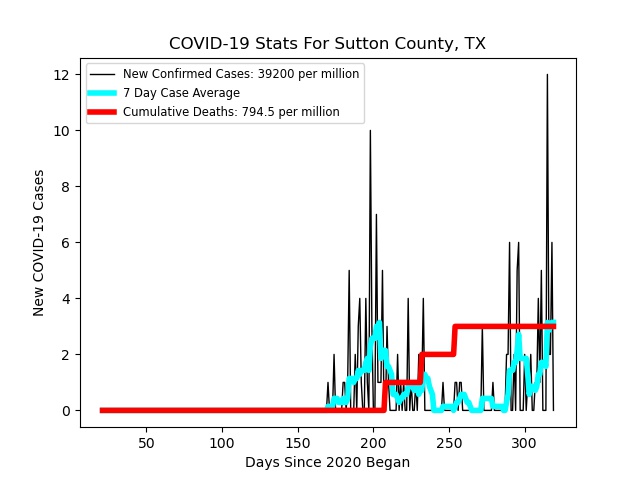 COVID-19 Stats For Sutton County, TX
New Confirmed Cases: 39200 per million
7 Day Case Average
Cumulative Deaths: 794.5 per million
New COVID-19 Cases
12
10
8
6
4
2
0
50 100 150 200 250 300
Days Since 2020 Began